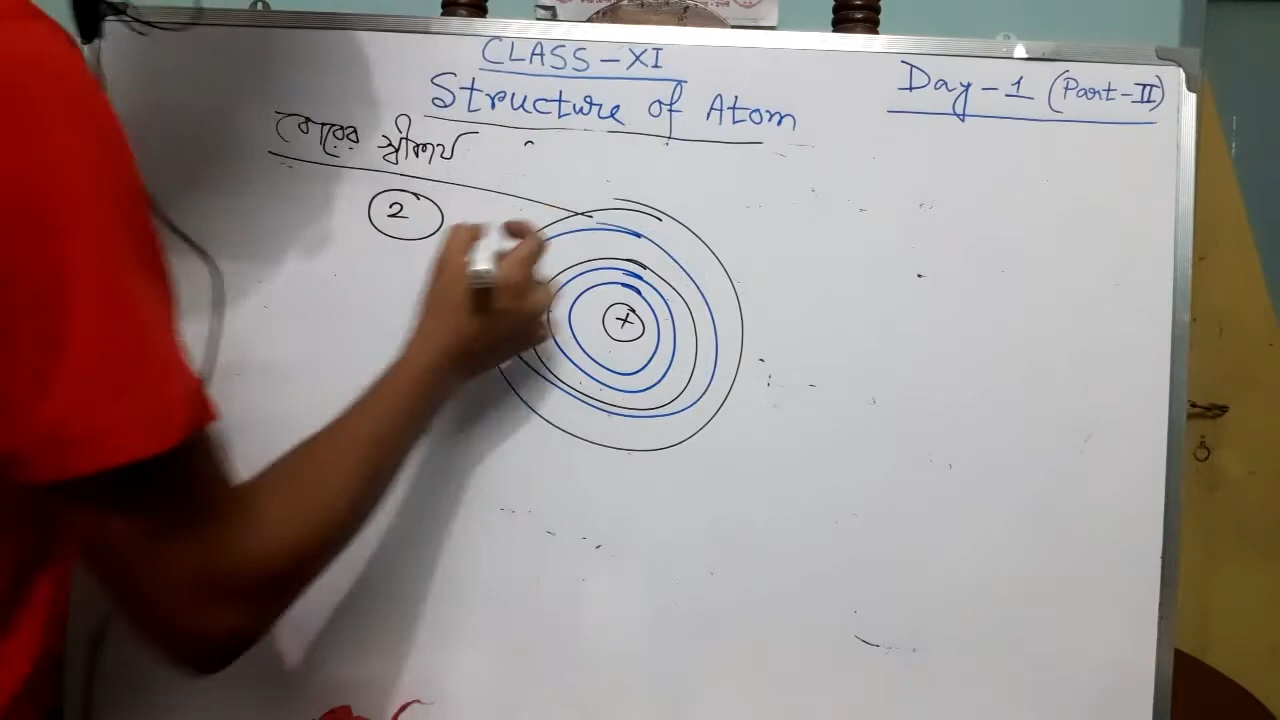 CLASS-XI
Structure of Atom
Day-1 (Part-II)
বোরের স্বীকার্য
2
+